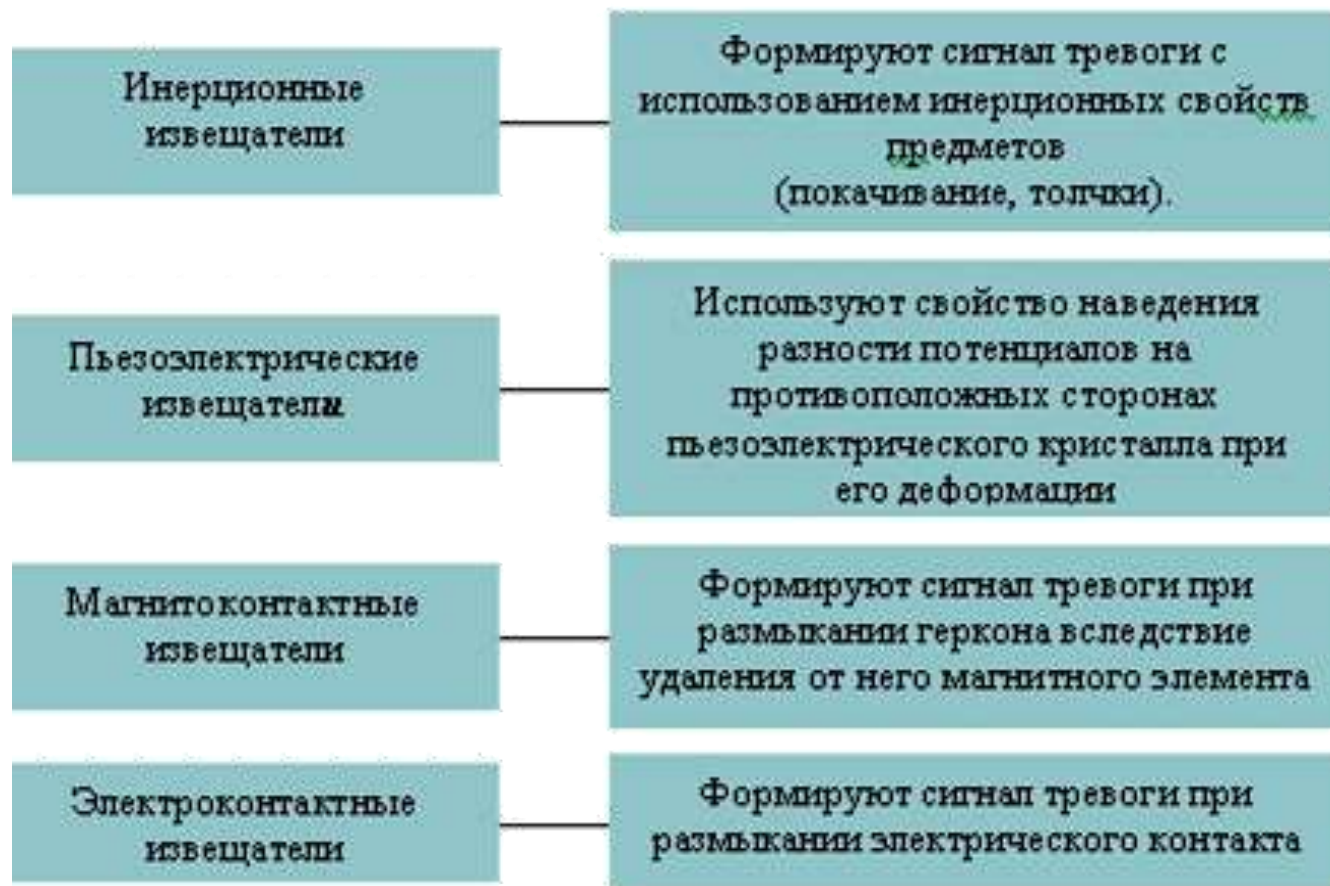 Инерционные
извещатели
Формируют сигнал тревоги с
использованием инерционных свойств
предметов
(покачивание, толчки).
Пьезоэлектрические
извещатели
Используют свойство наведения
разности потенциалов на
противоположных сторонах
пьезоэлектрического кристалла при
его деформации
Магнитоконтактные
извещатели
Формируют сигнал тревоги при
размыкании геркона вследствие
удаления от него магнитного элемента
Электроконтактные
извещатели
Формируют сигнал тревоги при
размыкании электрического контакта